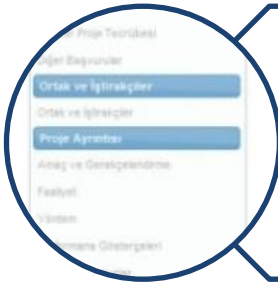 Proje Tecrübesi
Diğer Başvurular
Ortak ve İştirakçiler
Ortak ve İştirakçiler
Proje Ayrıntısı
Amaç ve Gerekçelendirme
Faaliyet
Yöntem
Göstergeleri